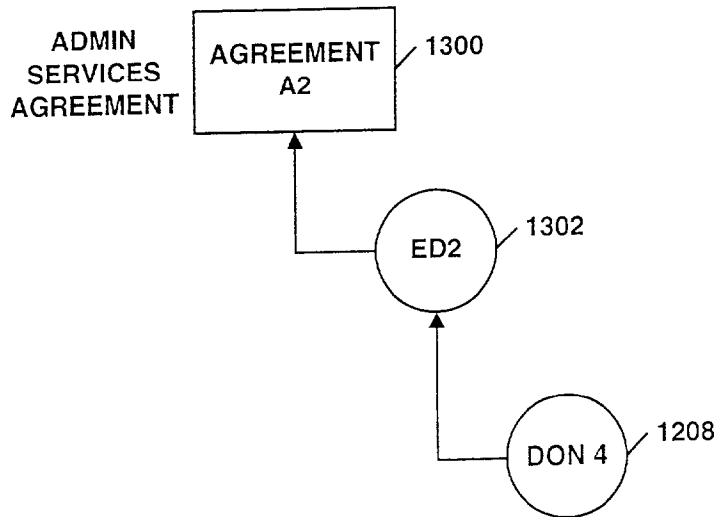 ADMIN
SERVICES
AGREEMENT
AGREEMENT
A2
1300
ED2
1302
DON 4
1208